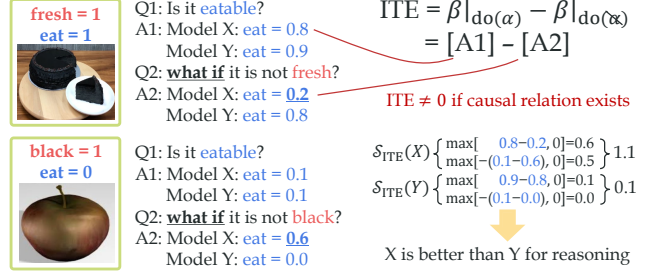 fresh = 1
eat = 1
Q1: Is it eatable?
A1: Model X: eat = 0.8
Model Y: eat = 0.9
Q2: what if it is not fresh?
A2: Model X: eat = 0.2
Model Y: eat = 0.8
ITE = β|do(α) − β|do(α̃)
= [A1] − [A2]
ITE ≠ 0 if causal relation exists
black = 1
eat = 0
Q1: Is it eatable?
A1: Model X: eat = 0.1
Model Y: eat = 0.1
Q2: what if it is not black?
A2: Model X: eat = 0.6
Model Y: eat = 0.0
𝒮ITE(X) { max[ 0.8−0.2, 0]=0.6
max[−(0.1−0.6), 0]=0.5 } 1.1
𝒮ITE(Y) { max[ 0.9−0.8, 0]=0.1
max[−(0.1−0.0), 0]=0.0 } 0.1
X is better than Y for reasoning